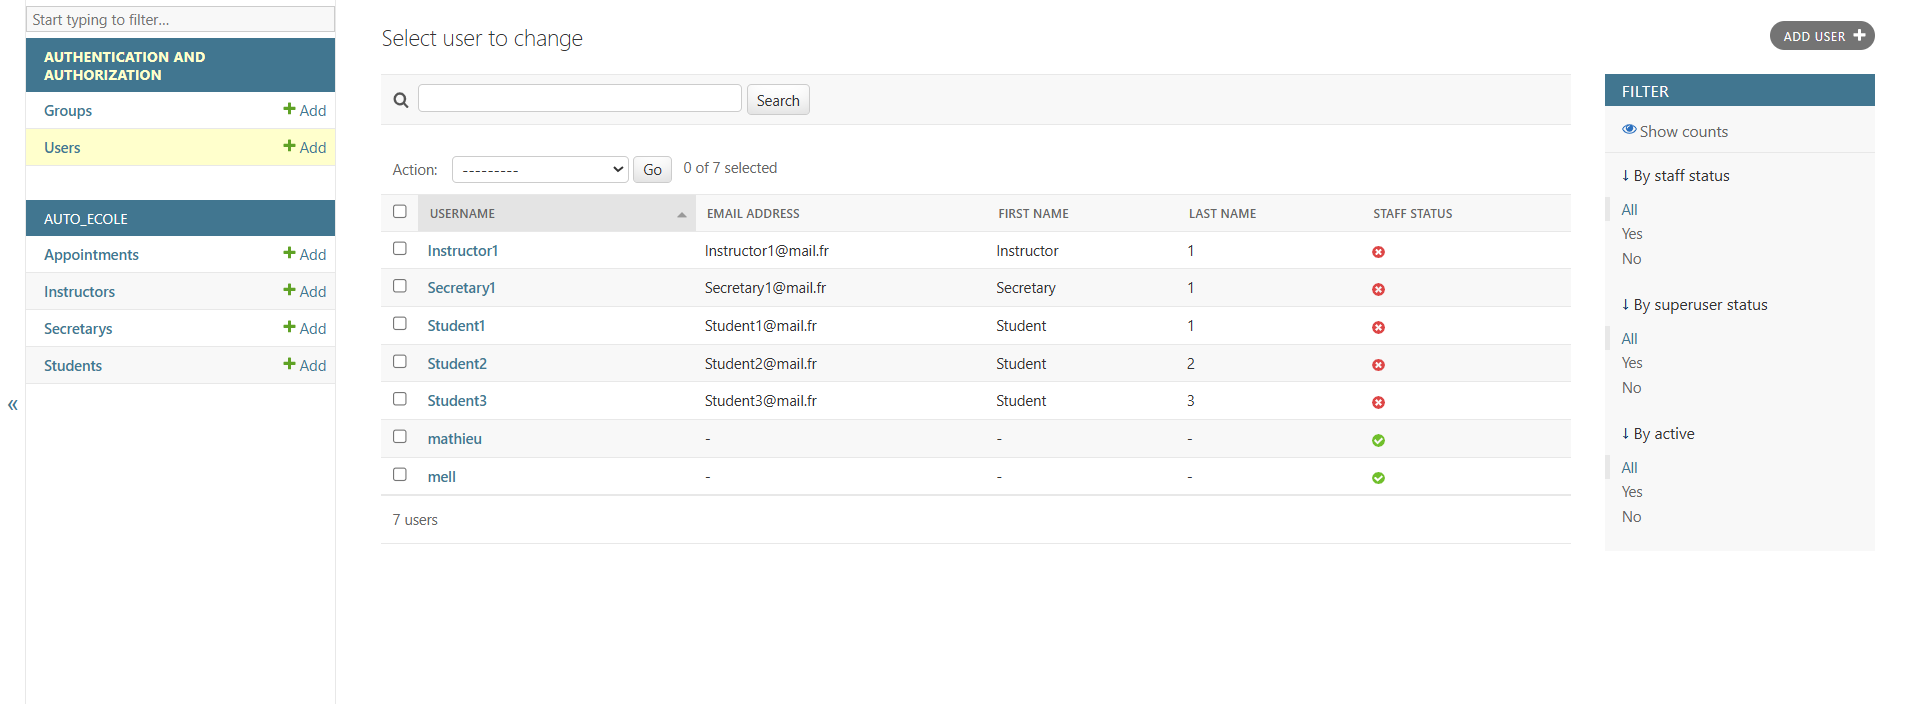 Start typing to filter...
AUTHENTICATION AND
AUTHORIZATION
Groups Add
Users Add
AUTO_ECOLE
Appointments Add
Instructors Add
Secretarys Add
Students Add
«
Select user to change
ADD USER +
Search
Action: --------- Go 0 of 7 selected
USERNAME EMAIL ADDRESS FIRST NAME LAST NAME STAFF STATUS
Instructor1 Instructor1@mail.fr Instructor 1
Secretary1 Secretary1@mail.fr Secretary 1
Student1 Student1@mail.fr Student 1
Student2 Student2@mail.fr Student 2
Student3 Student3@mail.fr Student 3
mathieu - - -
mell - - -
7 users
FILTER
Show counts
↓ By staff status
All
Yes
No
↓ By superuser status
All
Yes
No
↓ By active
All
Yes
No